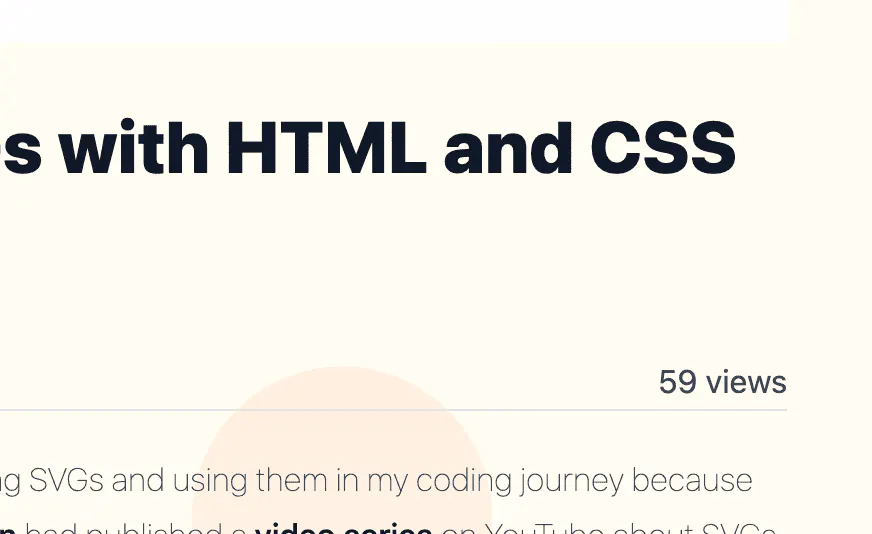 s with HTML and CSS
59 views
ng SVGs and using them in my coding journey because
n had published a video series on YouTube about SVGs